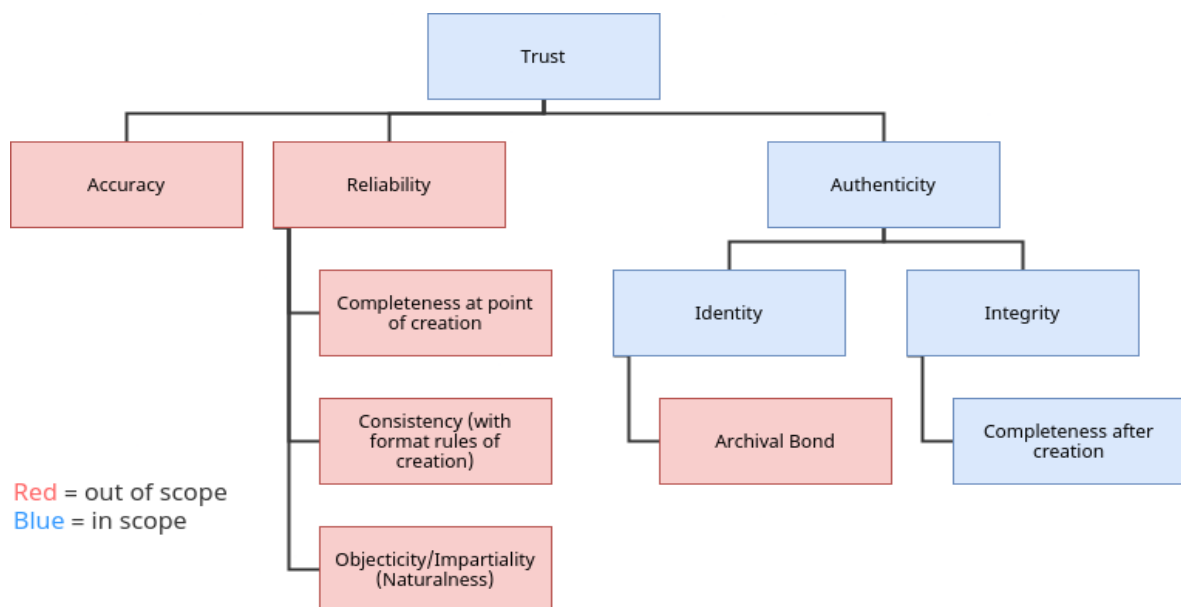 Trust
Accuracy
Reliability
Authenticity
Completeness at point
of creation
Identity
Integrity
Consistency (with
format rules of
creation)
Archival Bond
Completeness after
creation
Red = out of scope
Blue = in scope
Objecticity/Impartiality
(Naturalness)